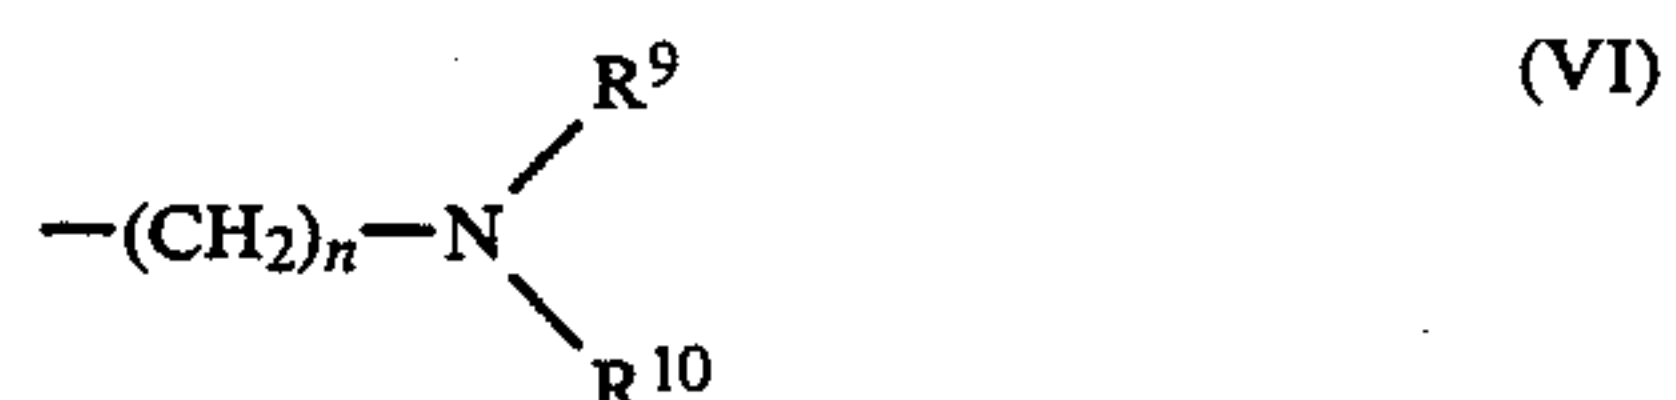 R⁹ (VI)
—(CH₂)ₙ—N
R¹⁰